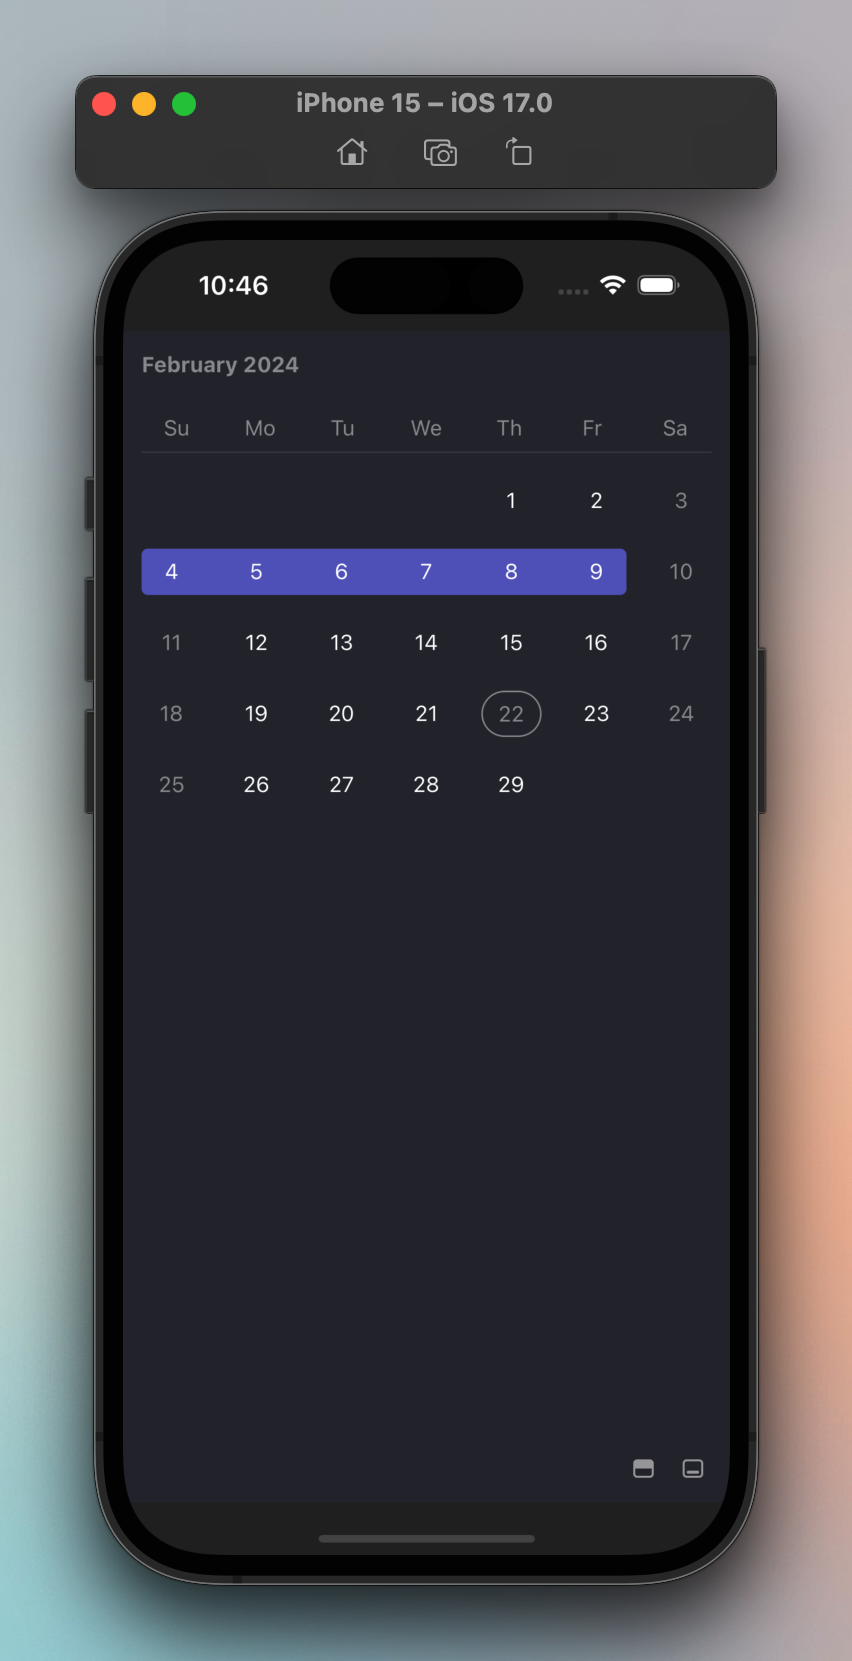 iPhone 15 – iOS 17.0
10:46
February 2024
Su Mo Tu We Th Fr Sa
1 2 3
4 5 6 7 8 9 10
11 12 13 14 15 16 17
18 19 20 21 22 23 24
25 26 27 28 29